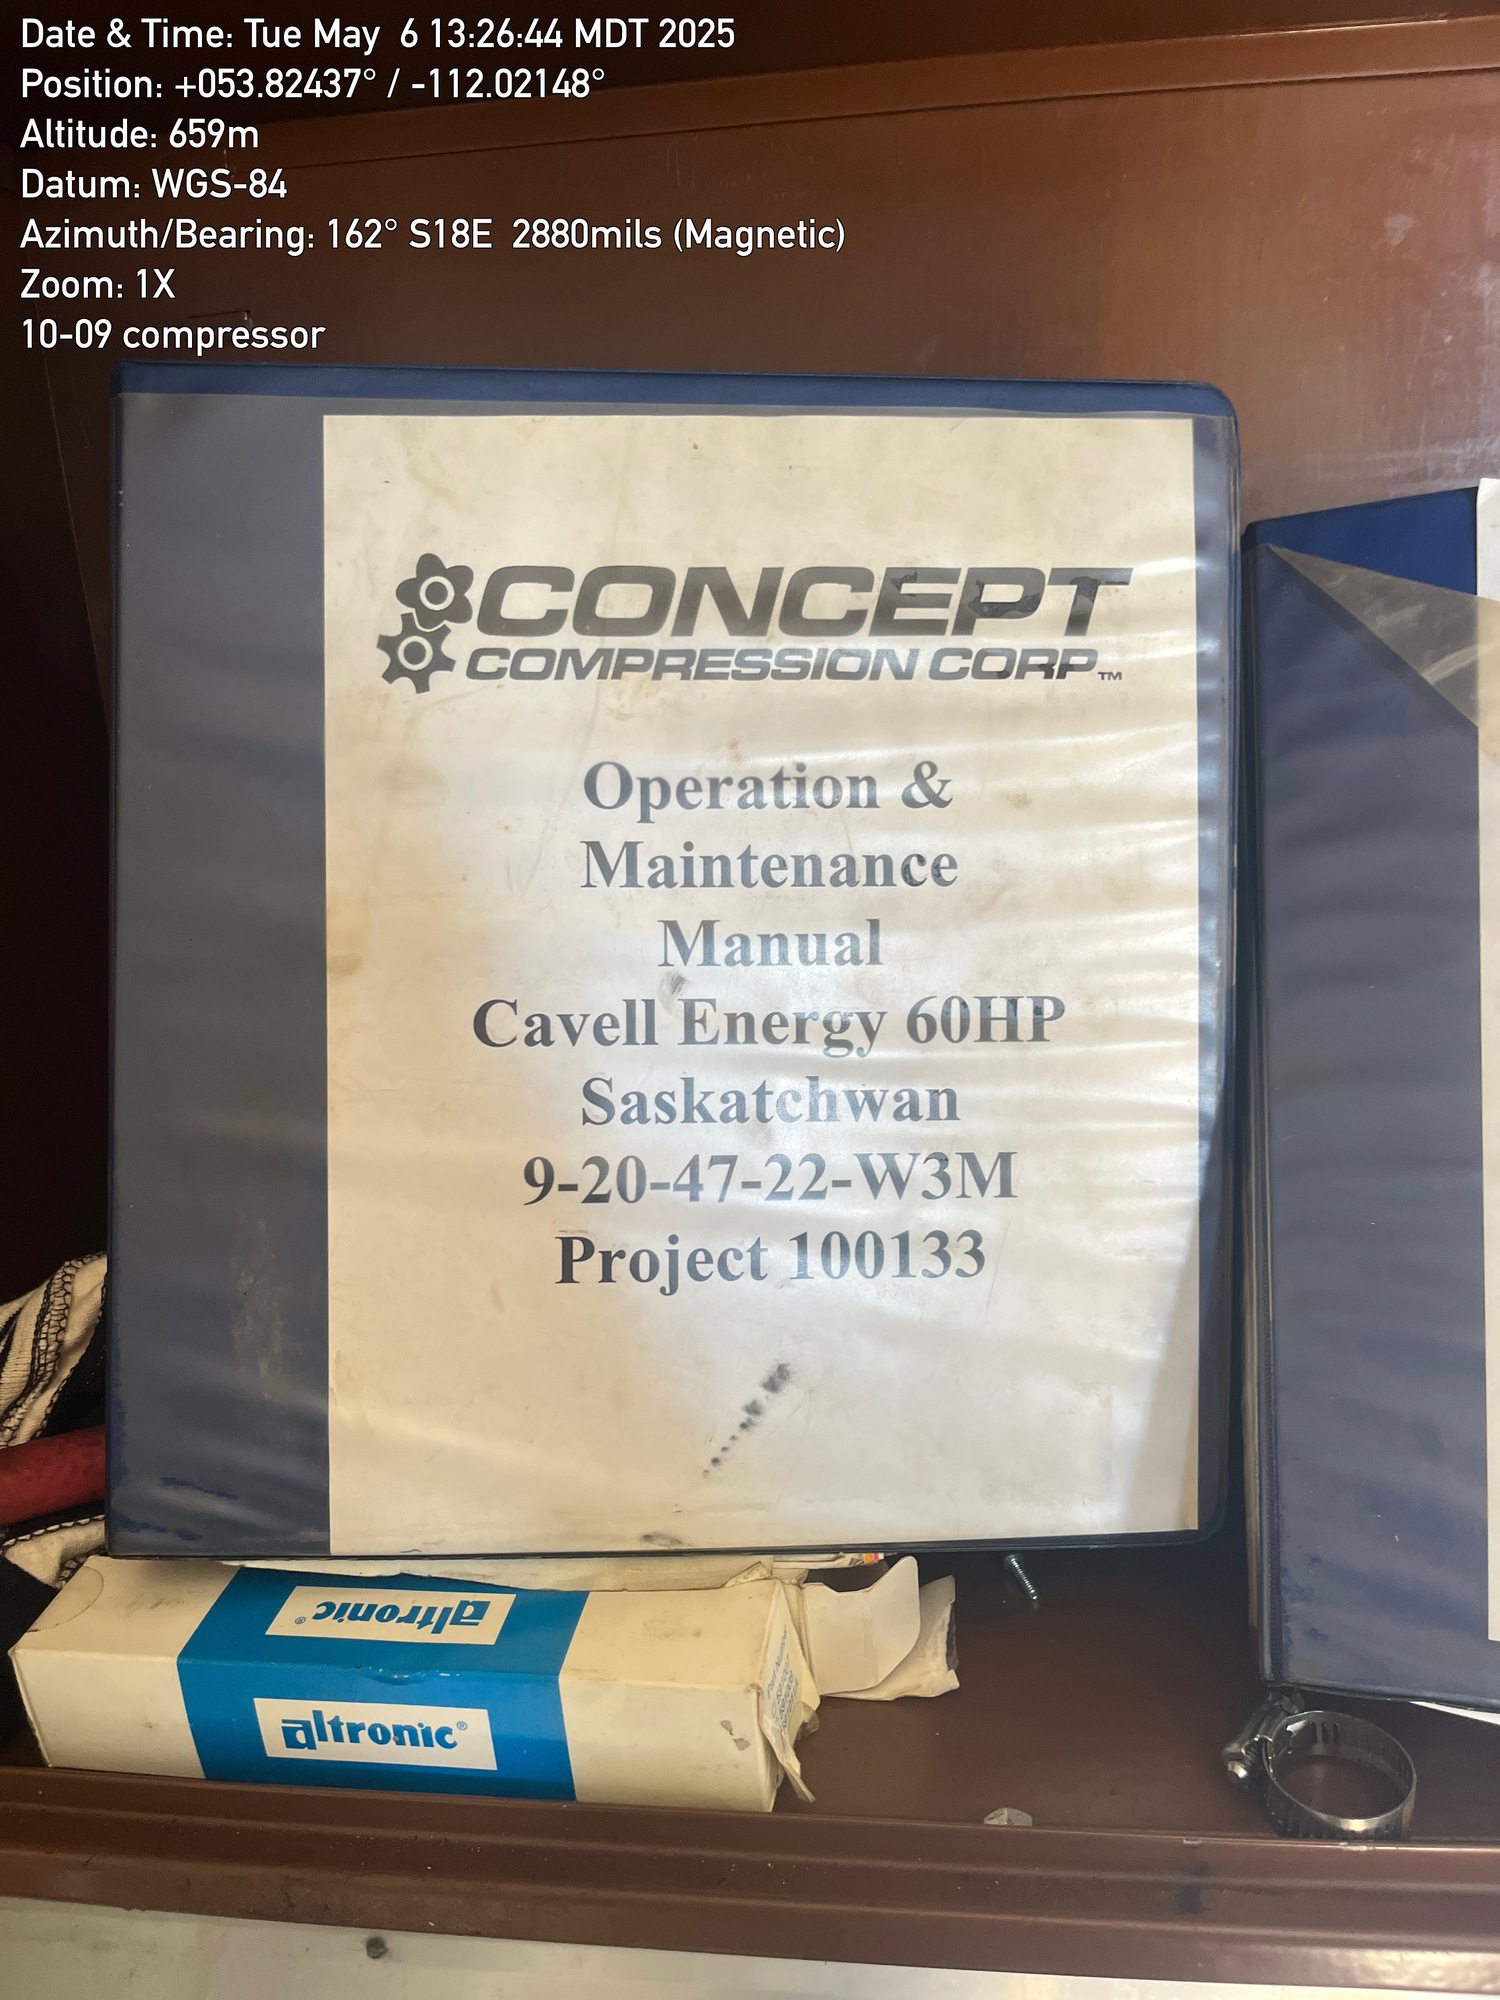 Date & Time: Tue May  6 13:26:44 MDT 2025
Position: +053.82437° / -112.02148°
Altitude: 659m
Datum: WGS-84
Azimuth/Bearing: 162° S18E  2880mils (Magnetic)
Zoom: 1X
10-09 compressor
CONCEPT
COMPRESSION CORP™
Operation &
Maintenance
Manual
Cavell Energy 60HP
Saskatchwan
9-20-47-22-W3M
Project 100133
altronic®
altronic®
Part Number